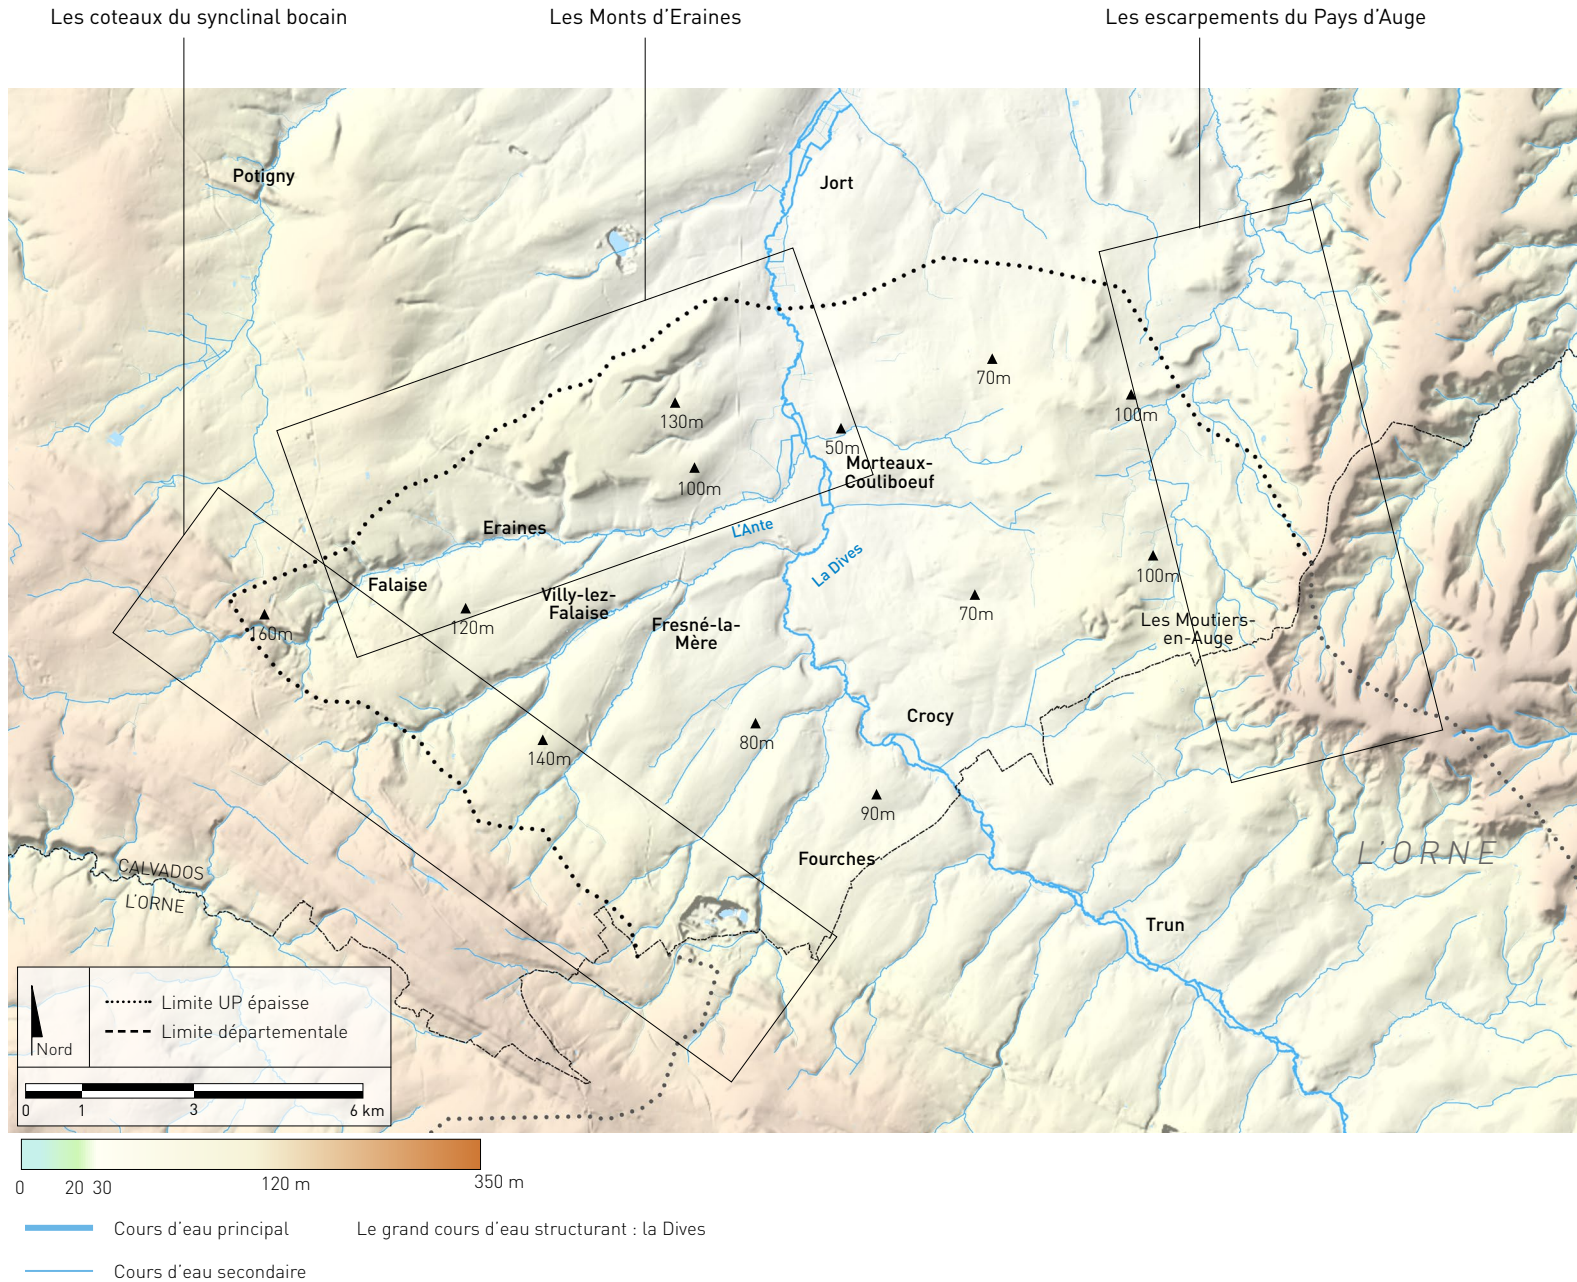 Les coteaux du synclinal bocain
Les Monts d'Eraines
Les escarpements du Pays d'Auge
Potigny
Jort
70m
130m
100m
50m
100m
Morteaux-
Couliboeuf
Eraines
L'Ante
La Dives
Falaise
Villy-lez-
Falaise
100m
70m
120m
160m
Fresné-la-
Mère
Les Moutiers-
en-Auge
Crocy
80m
140m
90m
Fourches
L'ORNE
CALVADOS
L'ORNE
Trun
Nord
Limite UP épaisse
Limite départementale
0 1 3 6 km
0 20 30 120 m 350 m
Cours d'eau principal
Le grand cours d'eau structurant : la Dives
Cours d'eau secondaire